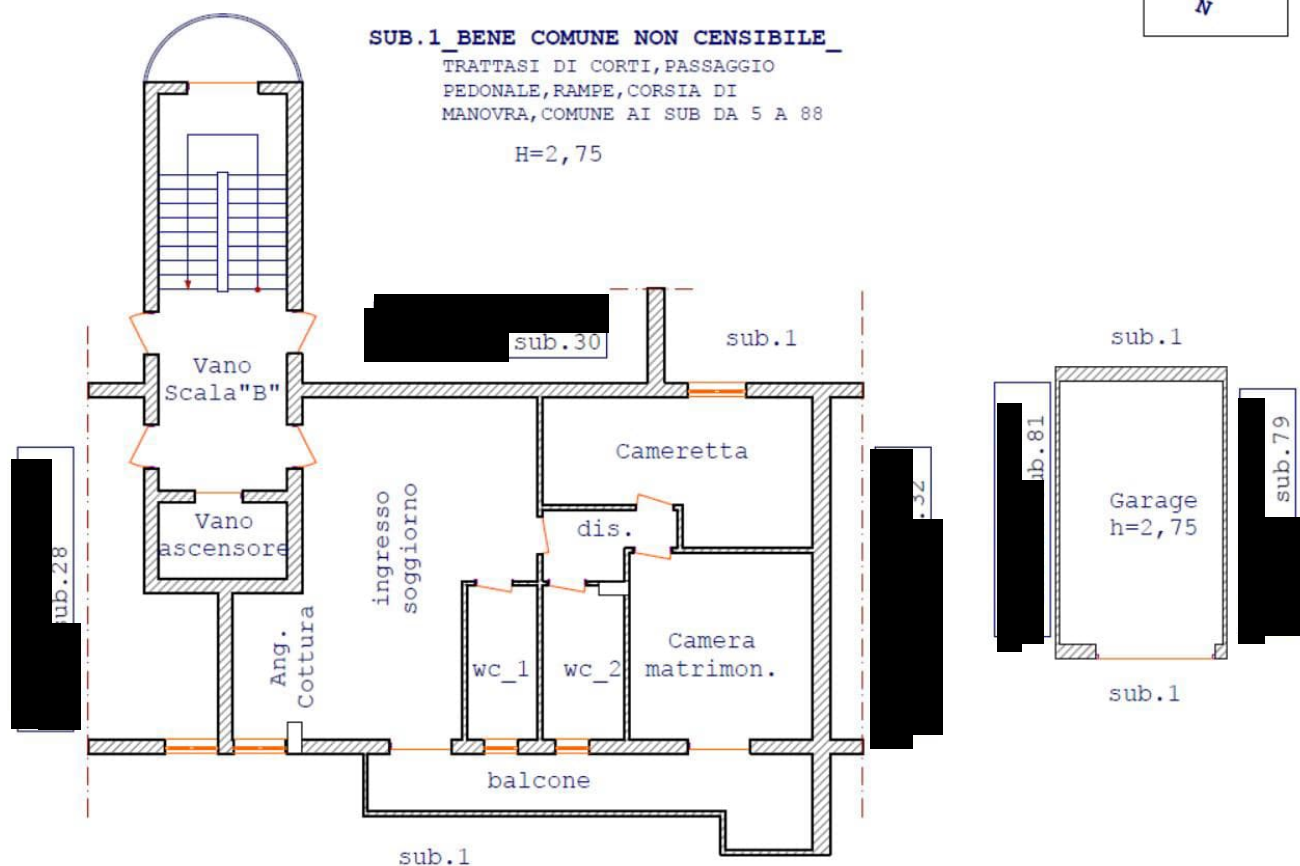 N
SUB.1_BENE COMUNE NON CENSIBILE_
TRATTASI DI CORTI,PASSAGGIO
PEDONALE,RAMPE,CORSIA DI
MANOVRA,COMUNE AI SUB DA 5 A 88
H=2,75
sub.30
sub.1
Vano
Scala"B"
Cameretta
Vano
ascensore
ingresso
soggiorno
dis.
sub.28
.32
Ang.
Cottura
wc_1
wc_2
Camera
matrimon.
balcone
sub.1
sub.1
ub.81
sub.79
Garage
h=2,75
sub.1